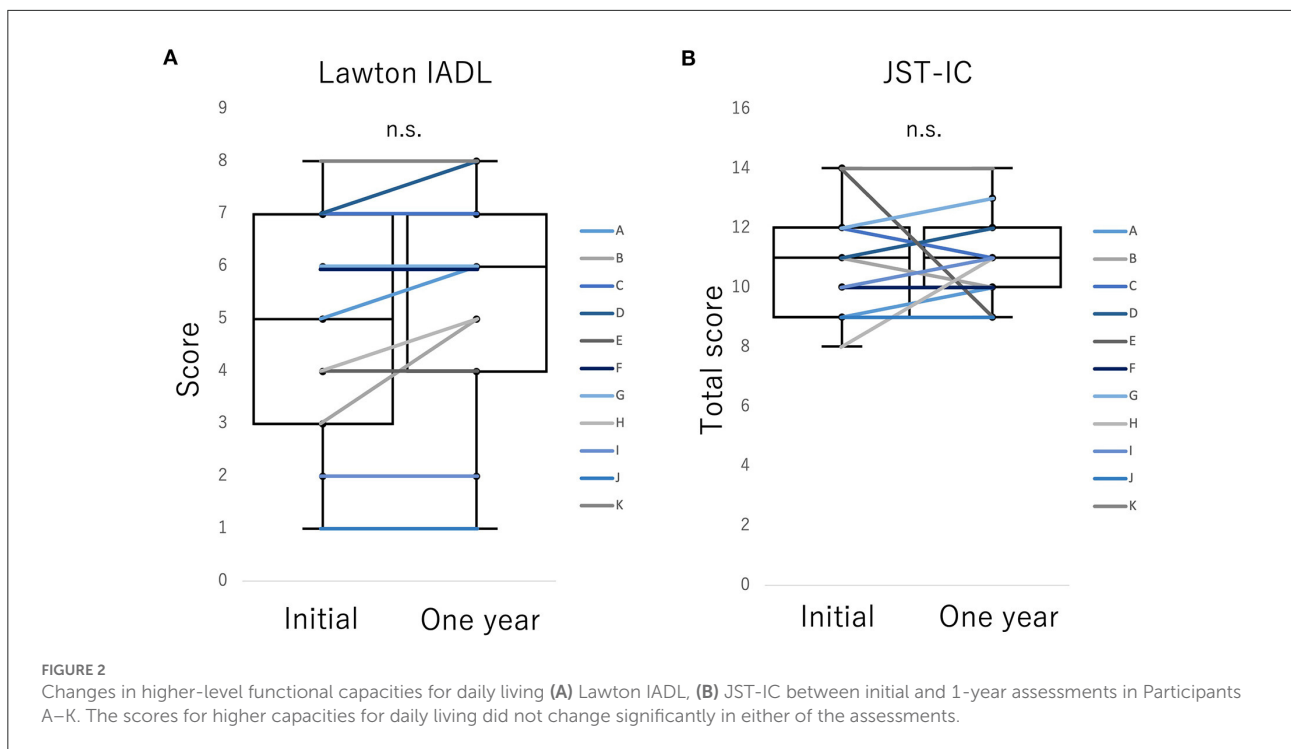 A
Lawton IADL
n.s.
Score
9
8
7
6
5
4
3
2
1
0
Initial
One year
A
B
C
D
E
F
G
H
I
J
K
B
JST-IC
n.s.
Total score
16
14
12
10
8
6
4
2
0
Initial
One year
A
B
C
D
E
F
G
H
I
J
K
FIGURE 2
Changes in higher-level functional capacities for daily living (A) Lawton IADL, (B) JST-IC between initial and 1-year assessments in Participants
A–K. The scores for higher capacities for daily living did not change significantly in either of the assessments.